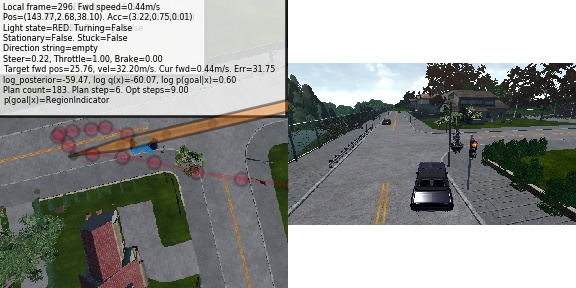 Local frame=296: Fwd speed=0.44m/s
Pos=(143.77,2.68,38.10). Acc=(3.22,0.75,0.01)
Light state=RED. Turning=False
Stationary=False. Stuck=False
Direction string=empty
Steer=0.22, Throttle=1.00, Brake=0.00
Target fwd pos=25.76, vel=32.20m/s. Cur fwd=0.44m/s. Err=31.75
log_posterior=-59.47, log q(x)=-60.07, log p(goal|x)=0.60
Plan count=183. Plan step=6. Opt steps=9.00
p(goal|x)=RegionIndicator